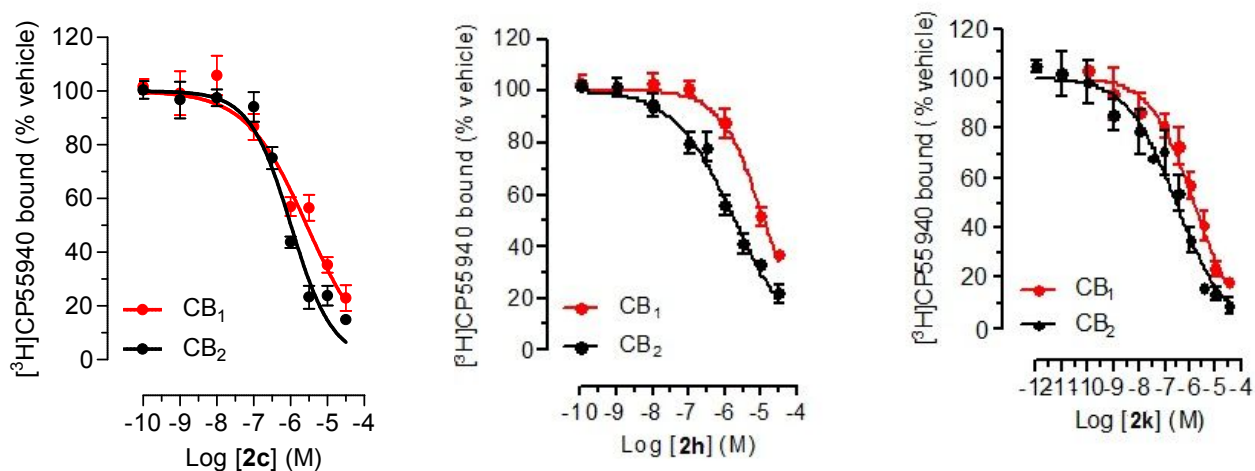 [³H]CP55940 bound (% vehicle)
120
100
80
60
40
20
0
CB₁
CB₂
-10 -9 -8 -7 -6 -5 -4
Log [2c] (M)
[³H]CP55940 bound (% vehicle)
120
100
80
60
40
20
0
CB₁
CB₂
-10 -9 -8 -7 -6 -5 -4
Log [2h] (M)
[³H]CP55940 bound (% vehicle)
120
100
80
60
40
20
0
CB₁
CB₂
-12-11-10 -9 -8 -7 -6 -5 -4
Log [2k] (M)